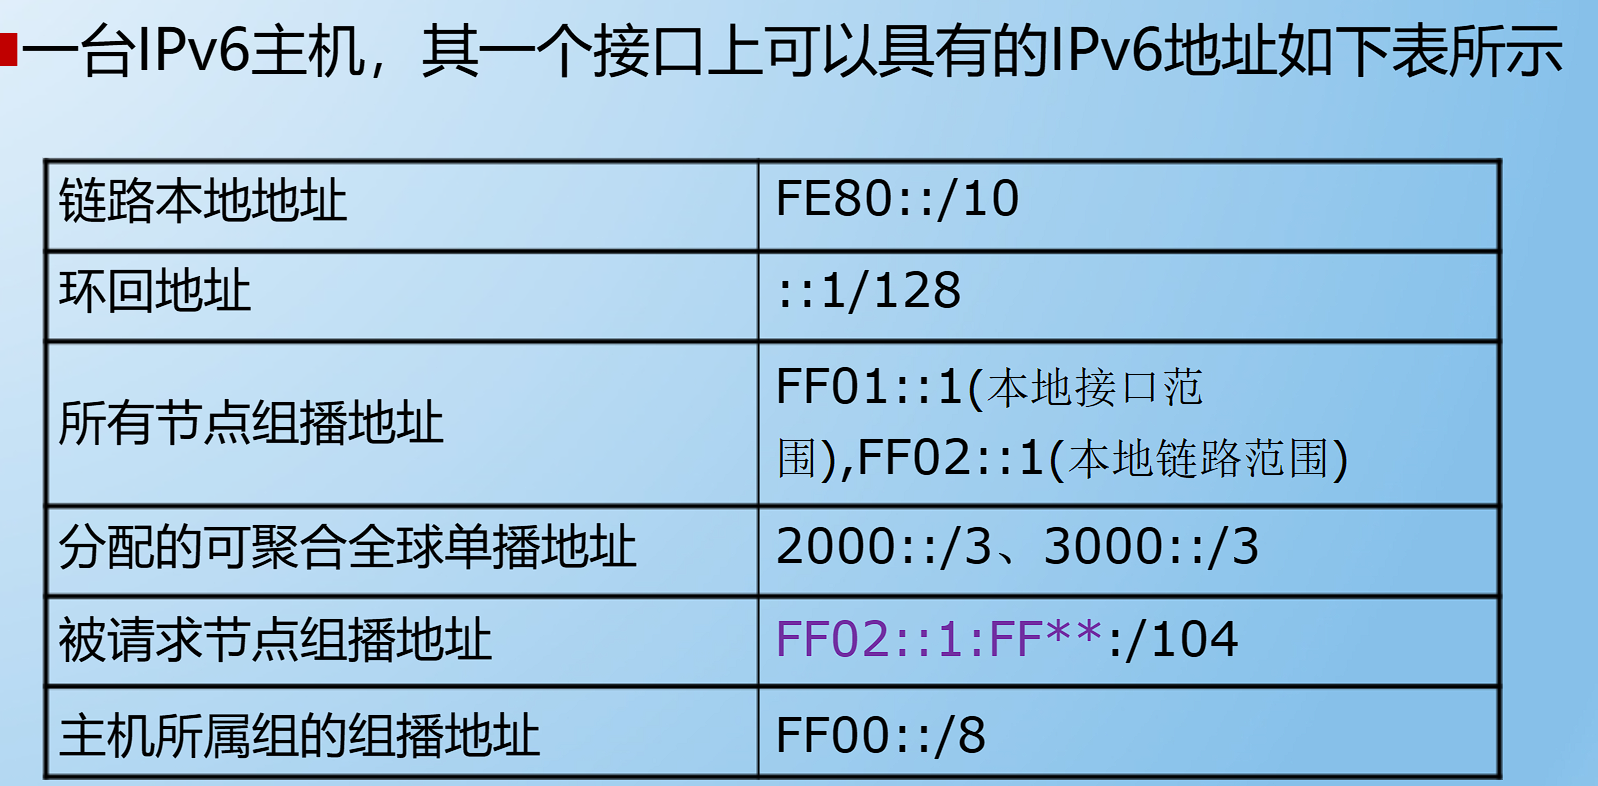 一台IPv6主机，其一个接口上可以具有的IPv6地址如下表所示
链路本地地址
FE80::/10
环回地址
::1/128
所有节点组播地址
FF01::1(本地接口范
围),FF02::1(本地链路范围)
分配的可聚合全球单播地址
2000::/3、3000::/3
被请求节点组播地址
FF02::1:FF**:/104
主机所属组的组播地址
FF00::/8